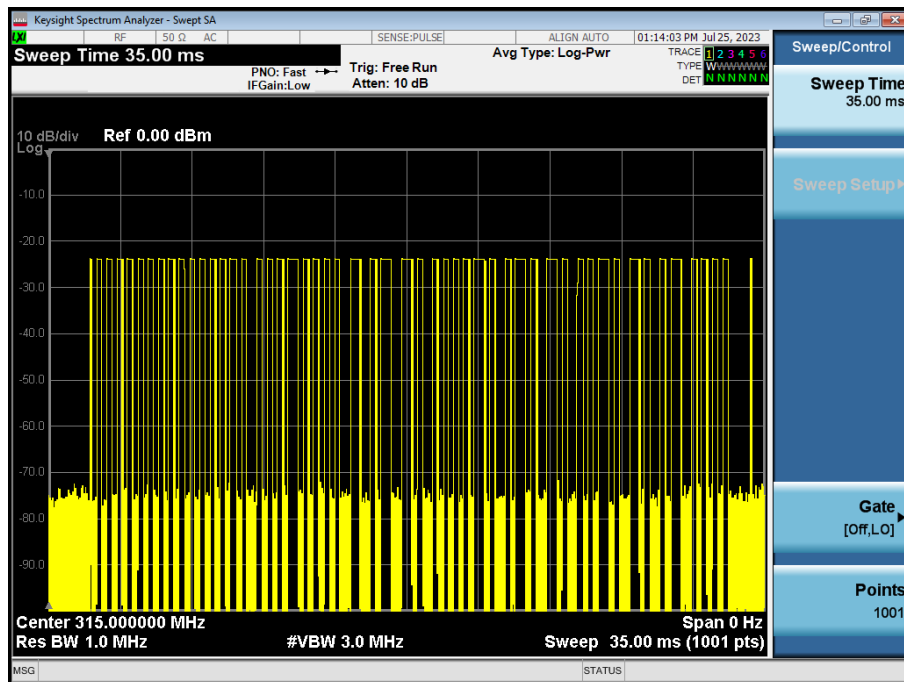 Keysight Spectrum Analyzer - Swept SA
LXI RF 50 Ω AC SENSE:PULSE ALIGN AUTO 01:14:03 PM Jul 25, 2023
Sweep Time 35.00 ms
PNO: Fast
IFGain:Low
Trig: Free Run
Atten: 10 dB
Avg Type: Log-Pwr
TRACE 1 2 3 4 5 6
TYPE WWWWWW
DET N N N N N N
10 dB/div Ref 0.00 dBm
Log
-10.0
-20.0
-30.0
-40.0
-50.0
-60.0
-70.0
-80.0
-90.0
Center 315.000000 MHz Span 0 Hz
Res BW 1.0 MHz #VBW 3.0 MHz Sweep 35.00 ms (1001 pts)
MSG STATUS
Sweep/Control
Sweep Time
35.00 ms
Sweep Setup
Gate
[Off,LO]
Points
1001